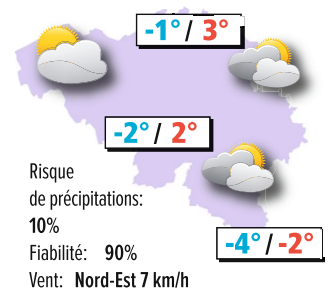 -1° / 3°
-2° / 2°
Risque
de précipitations:
10%
Fiabilité: 90%
-4° / -2°
Vent: Nord-Est 7 km/h